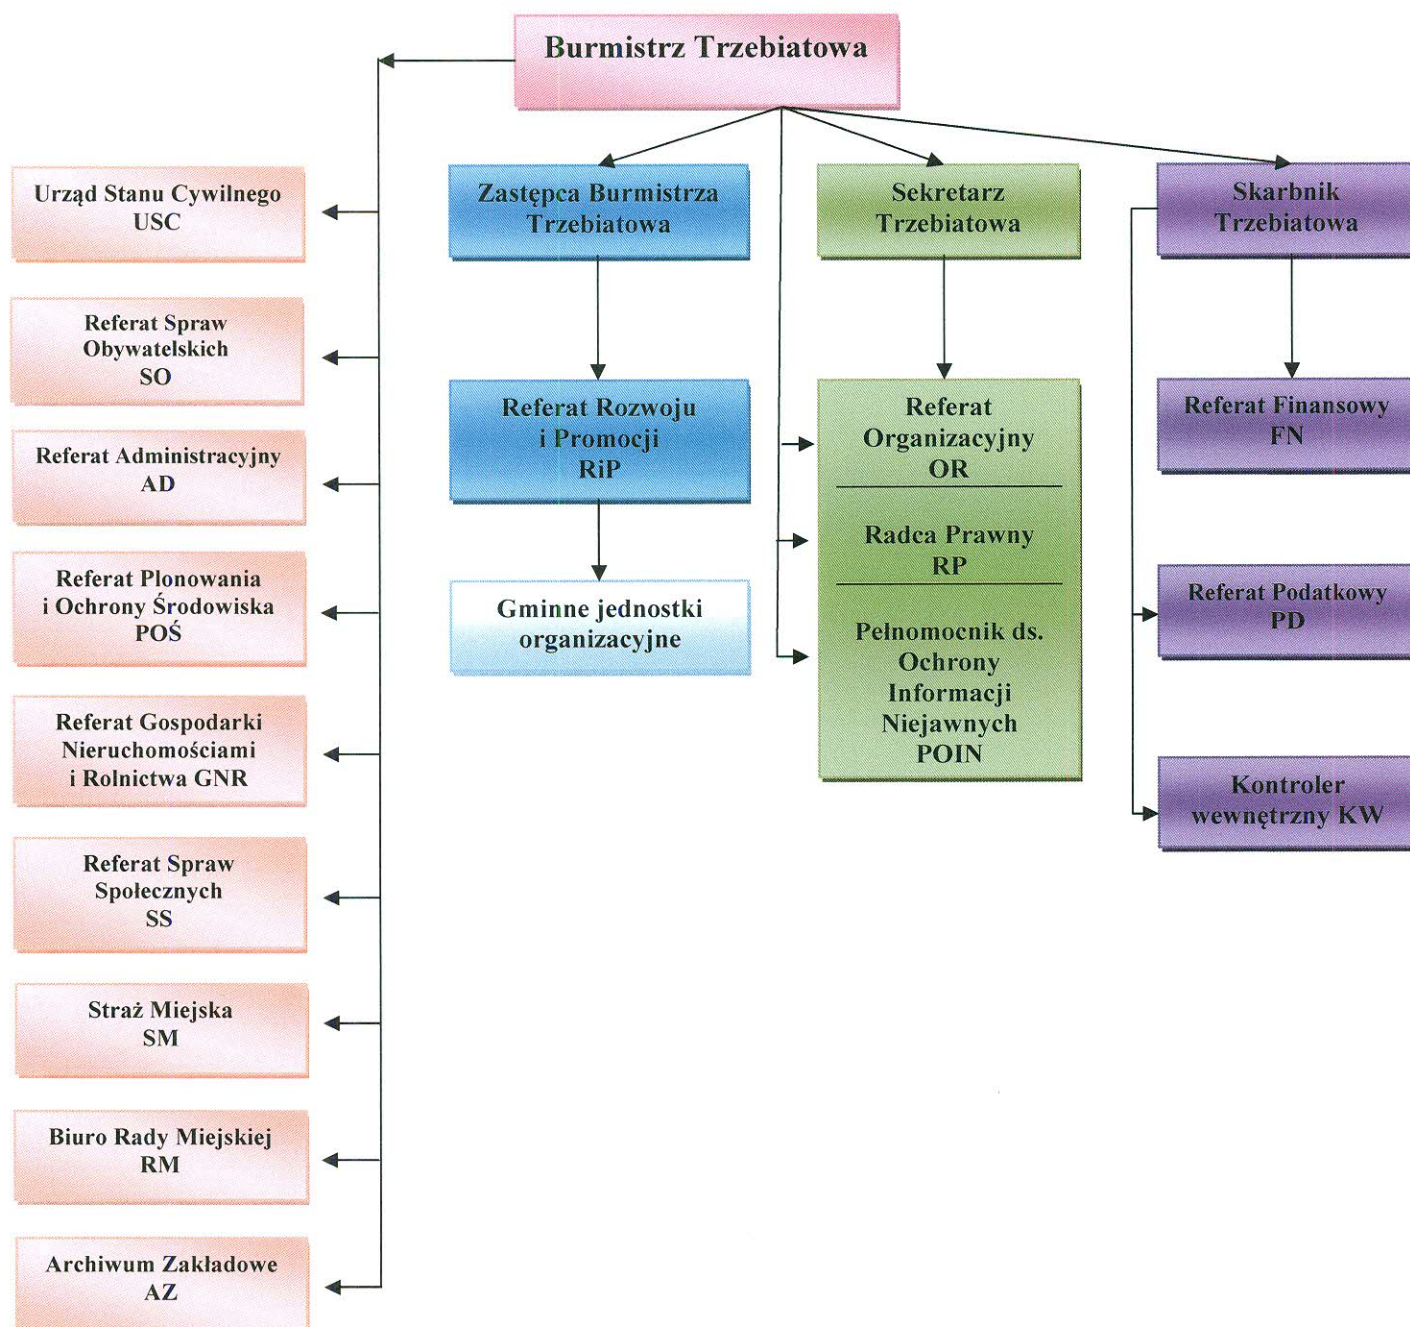 Burmistrz Trzebiatowa
Urząd Stanu Cywilnego
USC
Referat Spraw
Obywatelskich
SO
Referat Administracyjny
AD
Referat Plonowania
i Ochrony Środowiska
POŚ
Referat Gospodarki
Nieruchomościami
i Rolnictwa GNR
Referat Spraw
Społecznych
SS
Straż Miejska
SM
Biuro Rady Miejskiej
RM
Archiwum Zakładowe
AZ
Zastępca Burmistrza
Trzebiatowa
Referat Rozwoju
i Promocji
RiP
Gminne jednostki
organizacyjne
Sekretarz
Trzebiatowa
Referat
Organizacyjny
OR
Radca Prawny
RP
Pełnomocnik ds.
Ochrony
Informacji
Niejawnych
POIN
Skarbnik
Trzebiatowa
Referat Finansowy
FN
Referat Podatkowy
PD
Kontroler
wewnętrzny KW